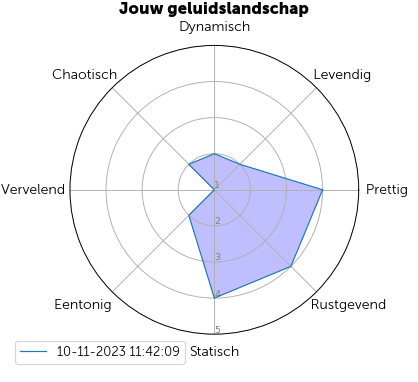 Jouw geluidslandschap
Dynamisch
Chaotisch
Levendig
Vervelend
1
Prettig
2
3
4
Eentonig
Rustgevend
5
10-11-2023 11:42:09
Statisch